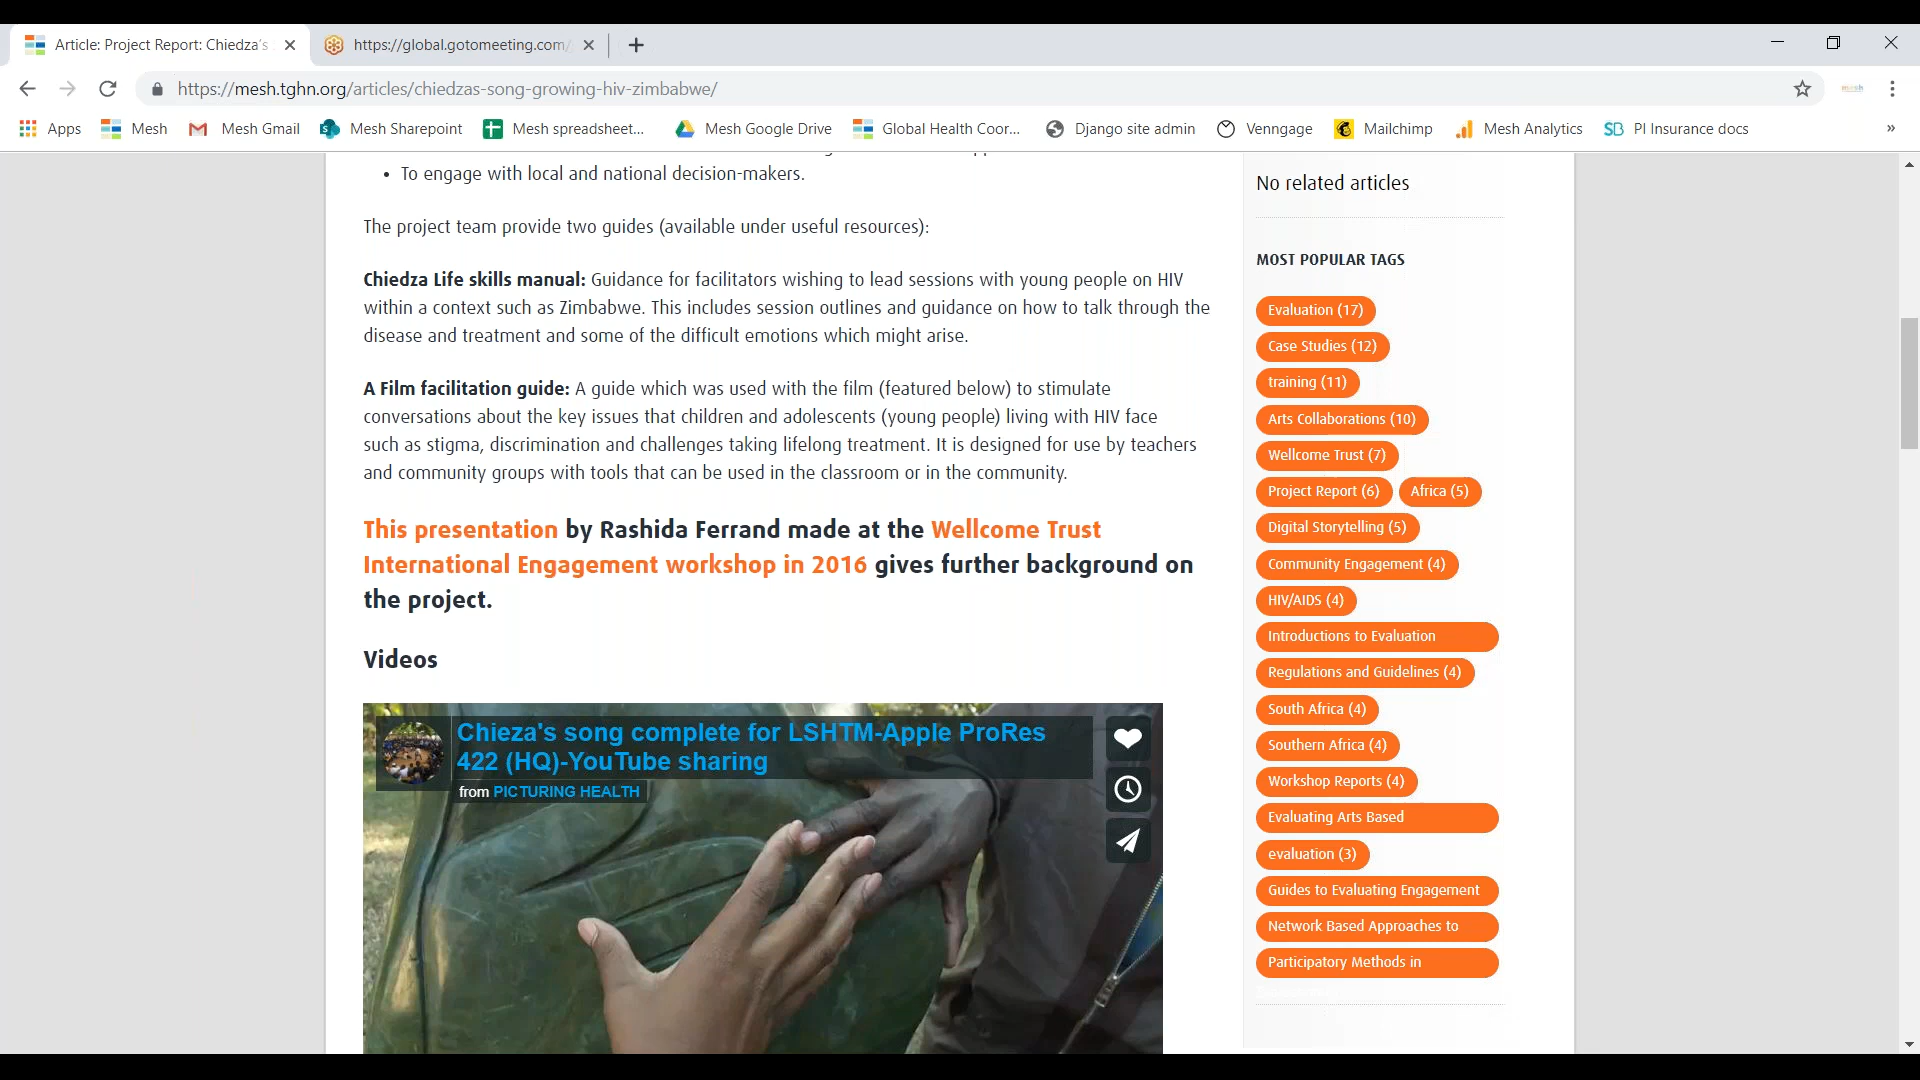 Article: Project Report: Chiedza's
https://global.gotomeeting.com/
https://mesh.tghn.org/articles/chiedzas-song-growing-hiv-zimbabwe/
mesh
Apps
Mesh
Mesh Gmail
Mesh Sharepoint
Mesh spreadsheet...
Mesh Google Drive
Global Health Coor...
Django site admin
Venngage
Mailchimp
Mesh Analytics
PI Insurance docs
• To engage with local and national decision-makers.
The project team provide two guides (available under useful resources):
Chiedza Life skills manual: Guidance for facilitators wishing to lead sessions with young people on HIV
within a context such as Zimbabwe. This includes session outlines and guidance on how to talk through the
disease and treatment and some of the difficult emotions which might arise.
A Film facilitation guide: A guide which was used with the film (featured below) to stimulate
conversations about the key issues that children and adolescents (young people) living with HIV face
such as stigma, discrimination and challenges taking lifelong treatment. It is designed for use by teachers
and community groups with tools that can be used in the classroom or in the community.
This presentation by Rashida Ferrand made at the Wellcome Trust
International Engagement workshop in 2016 gives further background on
the project.
Videos
Chieza's song complete for LSHTM-Apple ProRes
422 (HQ)-YouTube sharing
from PICTURING HEALTH
No related articles
MOST POPULAR TAGS
Evaluation (17)
Case Studies (12)
training (11)
Arts Collaborations (10)
Wellcome Trust (7)
Project Report (6)
Africa (5)
Digital Storytelling (5)
Community Engagement (4)
HIV/AIDS (4)
Introductions to Evaluation
Regulations and Guidelines (4)
South Africa (4)
Southern Africa (4)
Workshop Reports (4)
Evaluating Arts Based
evaluation (3)
Guides to Evaluating Engagement
Network Based Approaches to
Participatory Methods in